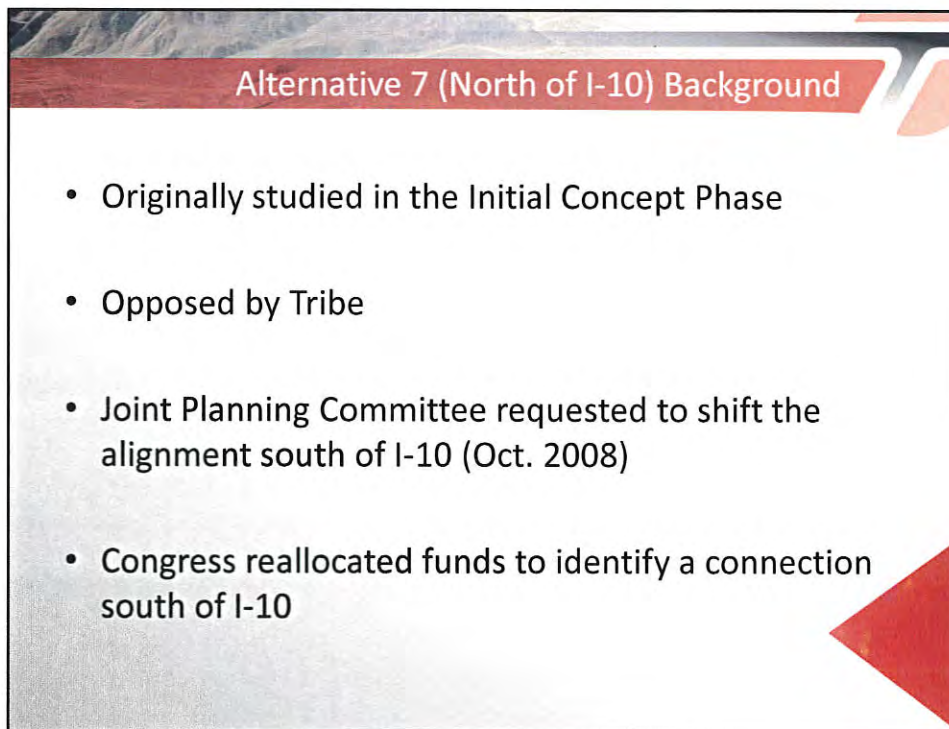 Alternative 7 (North of I-10) Background
• Originally studied in the Initial Concept Phase
• Opposed by Tribe
• Joint Planning Committee requested to shift the
alignment south of I-10 (Oct. 2008)
• Congress reallocated funds to identify a connection
south of I-10